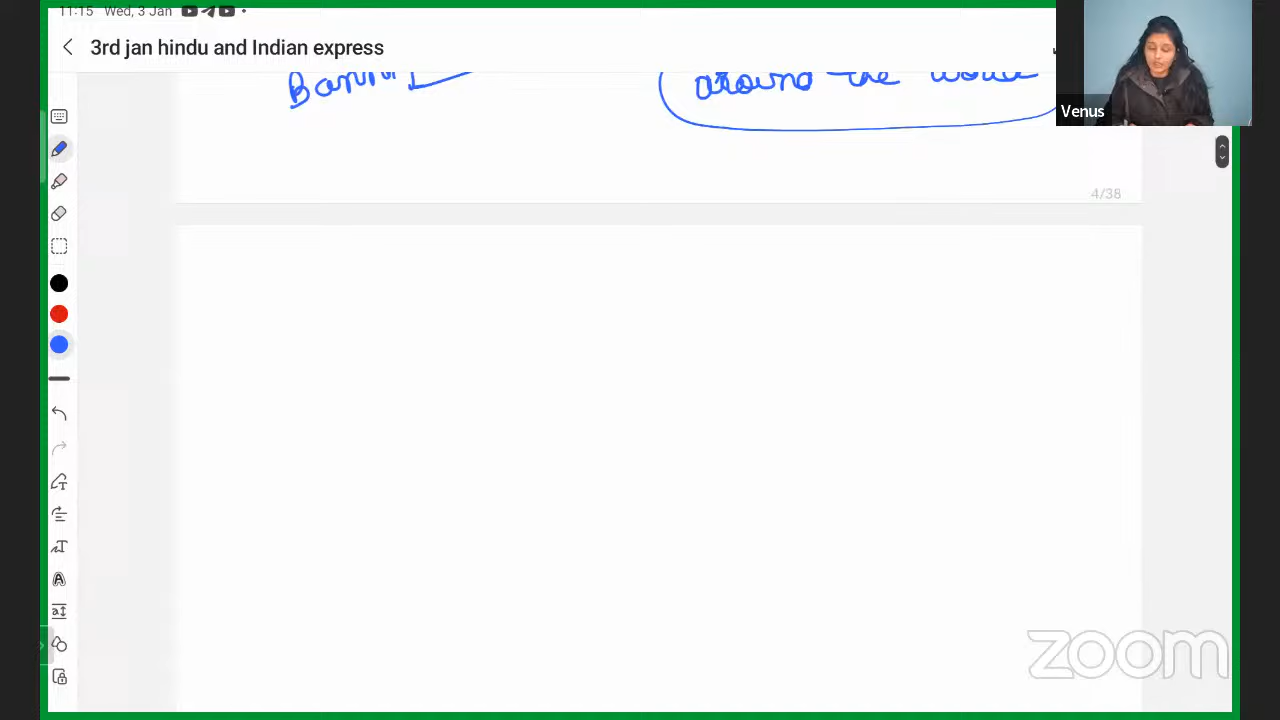 11:15 Wed, 3 Jan
3rd jan hindu and Indian express
around the world
Venus
4/38
zoom